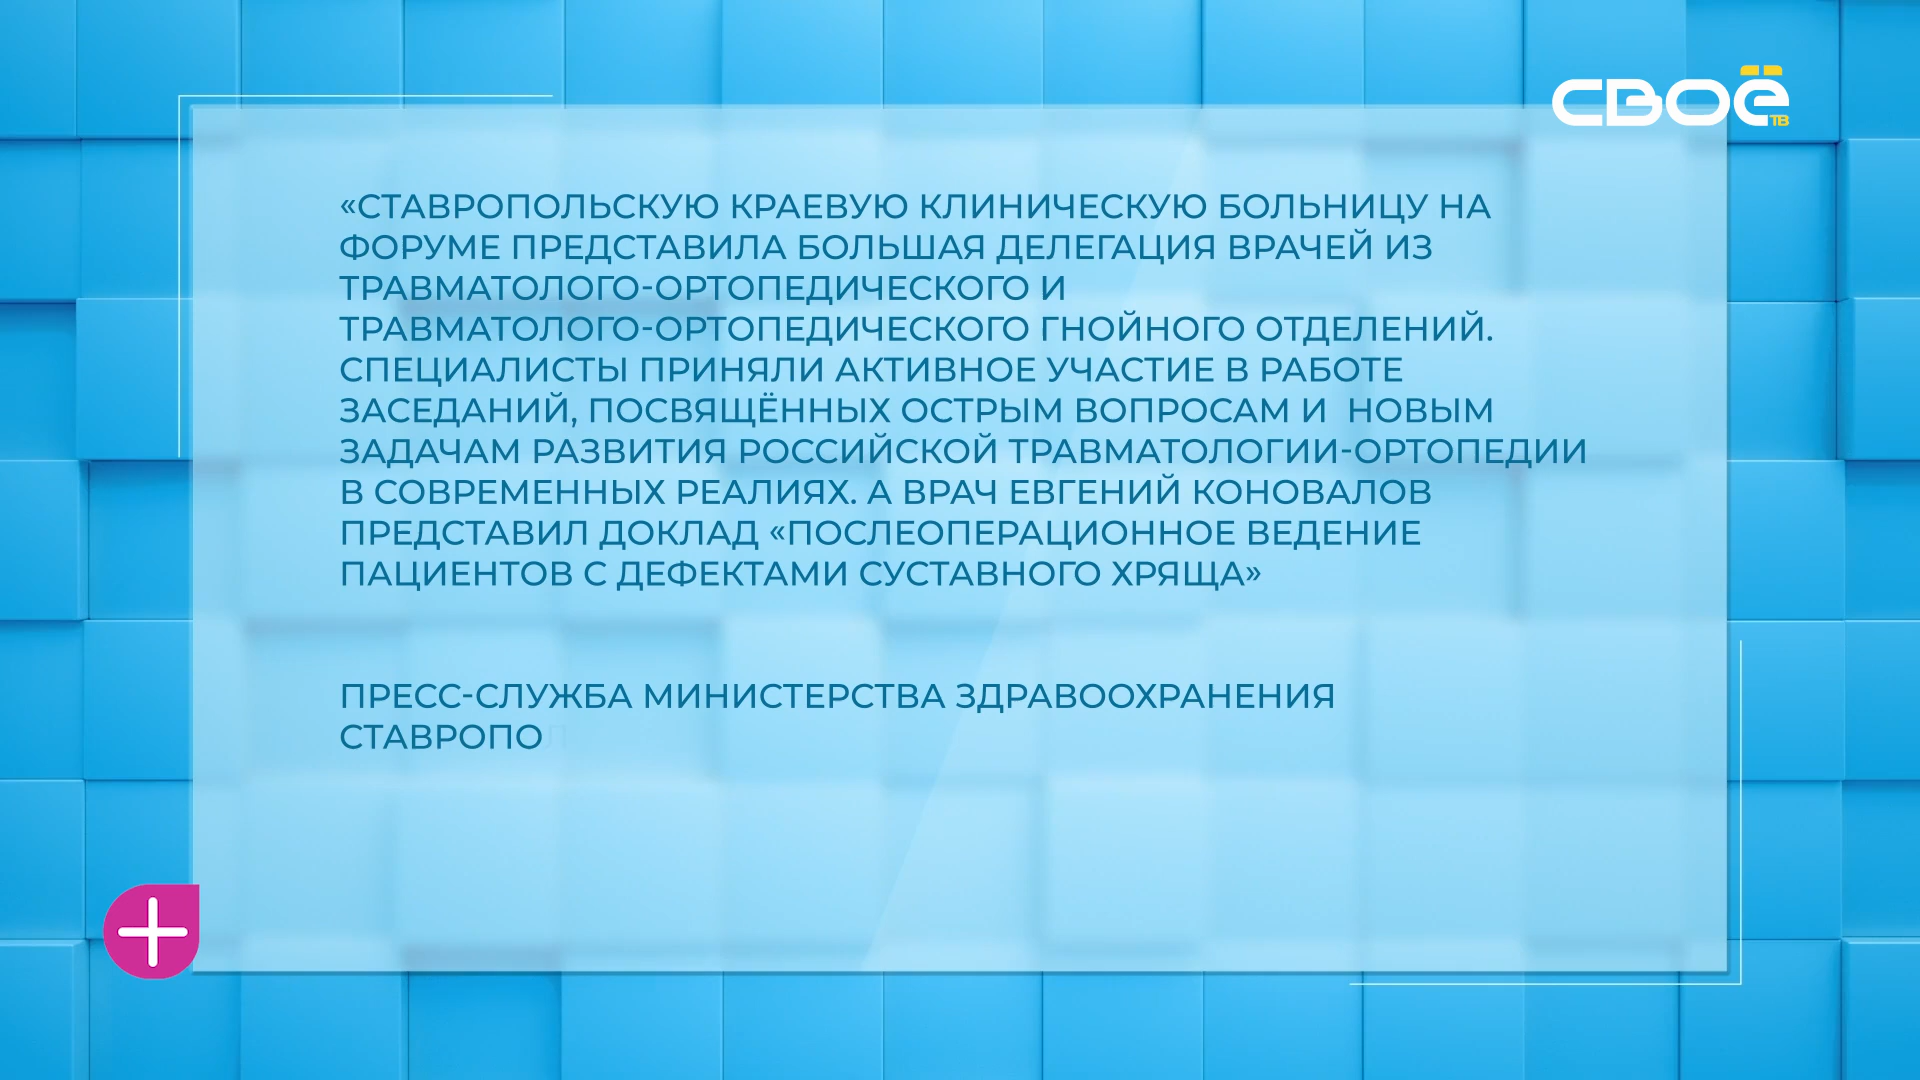 СВОЁ
ТВ
«СТАВРОПОЛЬСКУЮ КРАЕВУЮ КЛИНИЧЕСКУЮ БОЛЬНИЦУ НА
ФОРУМЕ ПРЕДСТАВИЛА БОЛЬШАЯ ДЕЛЕГАЦИЯ ВРАЧЕЙ ИЗ
ТРАВМАТОЛОГО-ОРТОПЕДИЧЕСКОГО И
ТРАВМАТОЛОГО-ОРТОПЕДИЧЕСКОГО ГНОЙНОГО ОТДЕЛЕНИЙ.
СПЕЦИАЛИСТЫ ПРИНЯЛИ АКТИВНОЕ УЧАСТИЕ В РАБОТЕ
ЗАСЕДАНИЙ, ПОСВЯЩЁННЫХ ОСТРЫМ ВОПРОСАМ И НОВЫМ
ЗАДАЧАМ РАЗВИТИЯ РОССИЙСКОЙ ТРАВМАТОЛОГИИ-ОРТОПЕДИИ
В СОВРЕМЕННЫХ РЕАЛИЯХ. А ВРАЧ ЕВГЕНИЙ КОНОВАЛОВ
ПРЕДСТАВИЛ ДОКЛАД «ПОСЛЕОПЕРАЦИОННОЕ ВЕДЕНИЕ
ПАЦИЕНТОВ С ДЕФЕКТАМИ СУСТАВНОГО ХРЯЩА»
ПРЕСС-СЛУЖБА МИНИСТЕРСТВА ЗДРАВООХРАНЕНИЯ
СТАВРОПОЛ